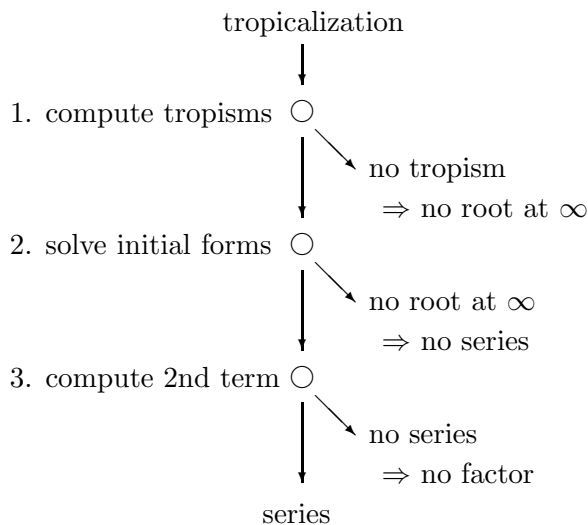 tropicalization
1. compute tropisms
no tropism
⇒ no root at ∞
2. solve initial forms
no root at ∞
⇒ no series
3. compute 2nd term
no series
⇒ no factor
series